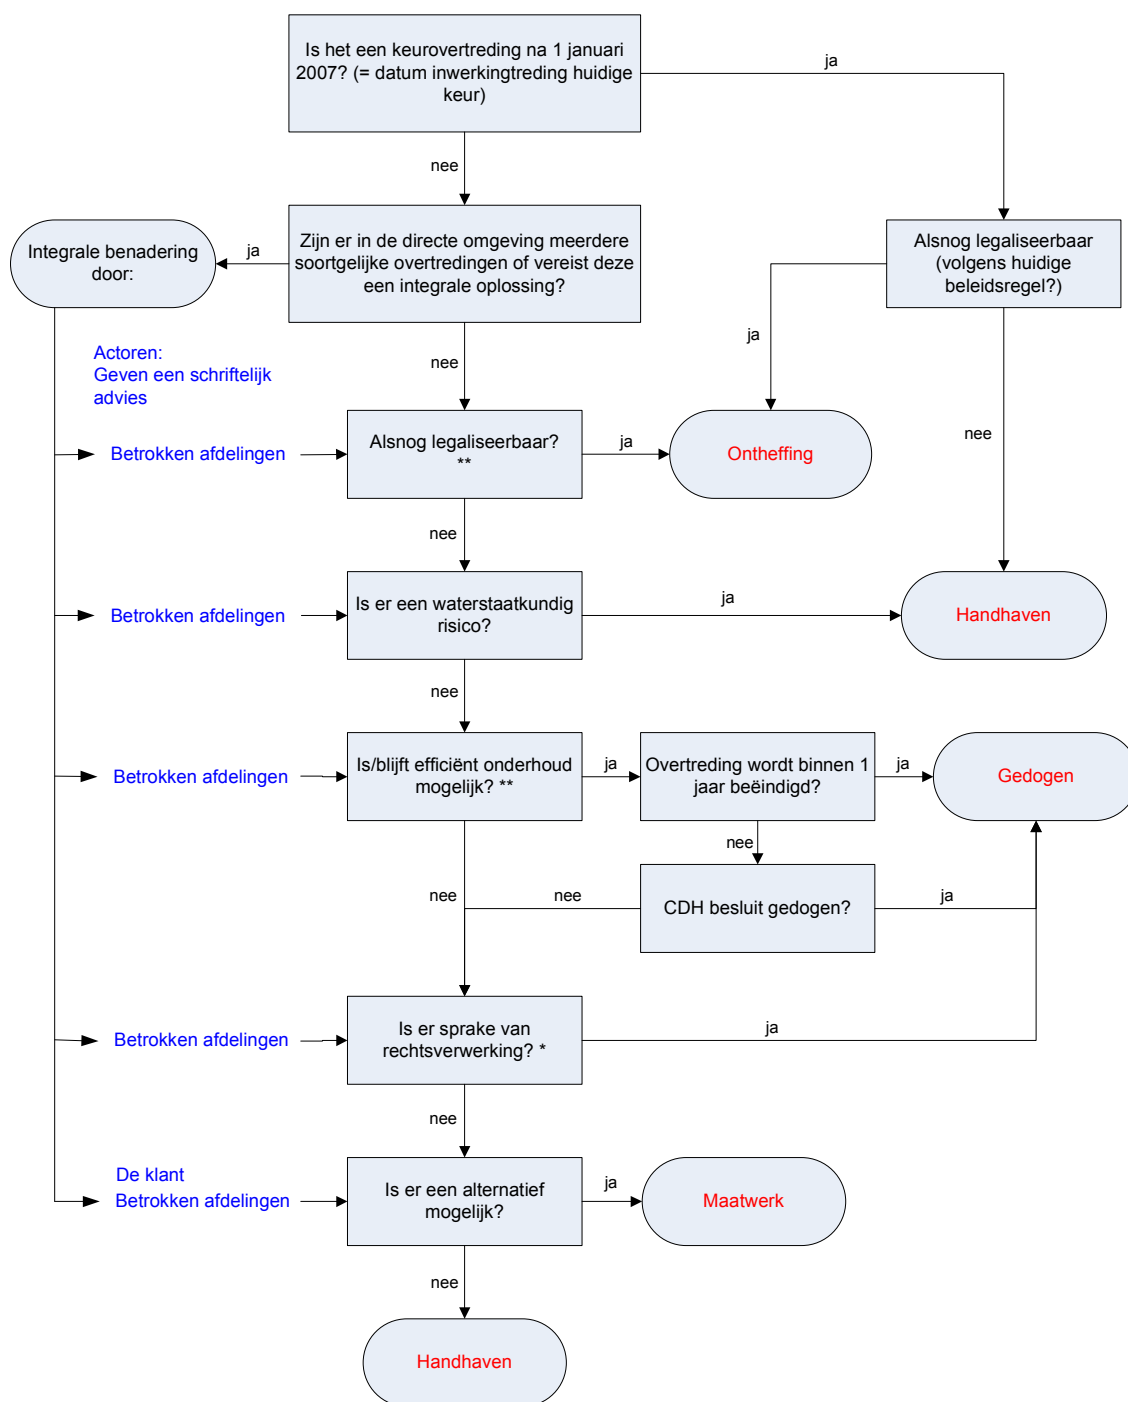 Is het een keurovertreding na 1 januari
2007? (= datum inwerkingtreding huidige
keur)
ja
nee
Integrale benadering
door:
ja
Zijn er in de directe omgeving meerdere
soortgelijke overtredingen of vereist deze
een integrale oplossing?
Alsnog legaliseerbaar
(volgens huidige
beleidsregel?)
ja
nee
Actoren:
Geven een schriftelijk
advies
Betrokken afdelingen
Alsnog legaliseerbaar?
**
ja
Ontheffing
nee
nee
Betrokken afdelingen
Is er een waterstaatkundig
risico?
ja
Handhaven
nee
Betrokken afdelingen
Is/blijft efficiënt onderhoud
mogelijk? **
ja
Overtreding wordt binnen 1
jaar beëindigd?
ja
Gedogen
nee
nee
nee
CDH besluit gedogen?
ja
Betrokken afdelingen
Is er sprake van
rechtsverwerking? *
ja
nee
De klant
Betrokken afdelingen
Is er een alternatief
mogelijk?
ja
Maatwerk
nee
Handhaven